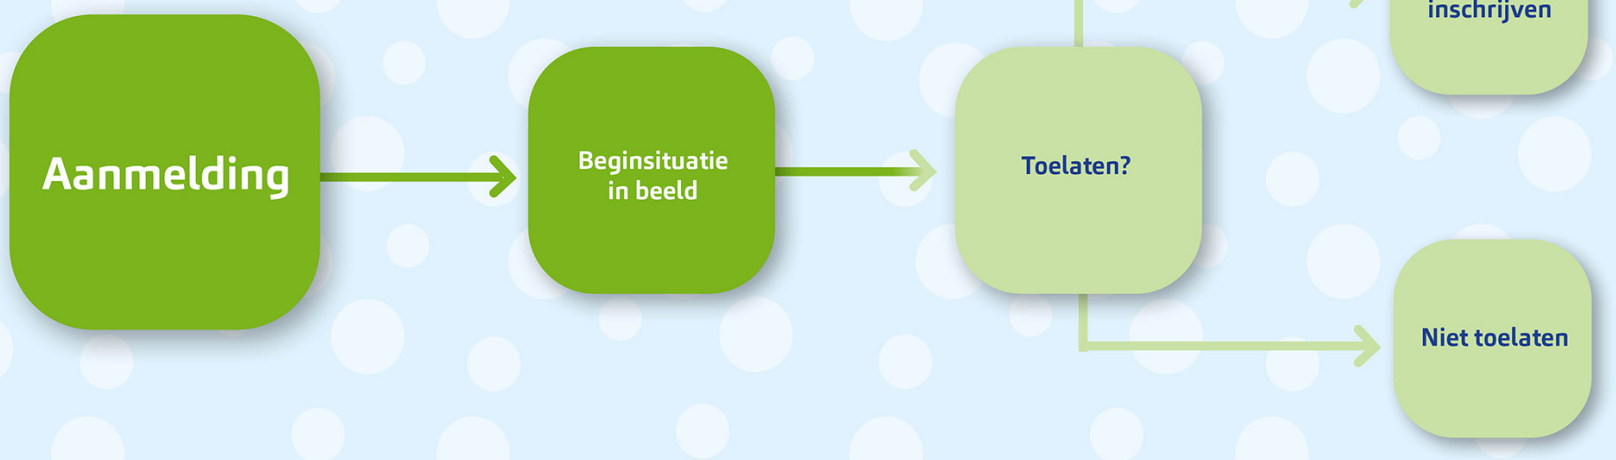 inschrijven
Aanmelding
Beginsituatie
in beeld
Toelaten?
Niet toelaten